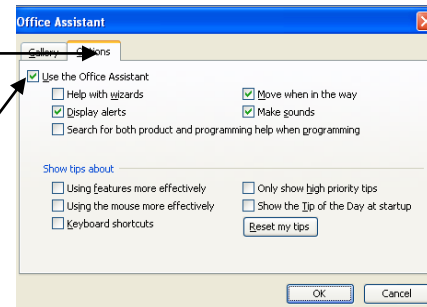 Office Assistant
Gallery Options
Use the Office Assistant
Help with wizards Move when in the way
Display alerts Make sounds
Search for both product and programming help when programming
Show tips about
Using features more effectively Only show high priority tips
Using the mouse more effectively Show the Tip of the Day at startup
Keyboard shortcuts Reset my tips
OK Cancel